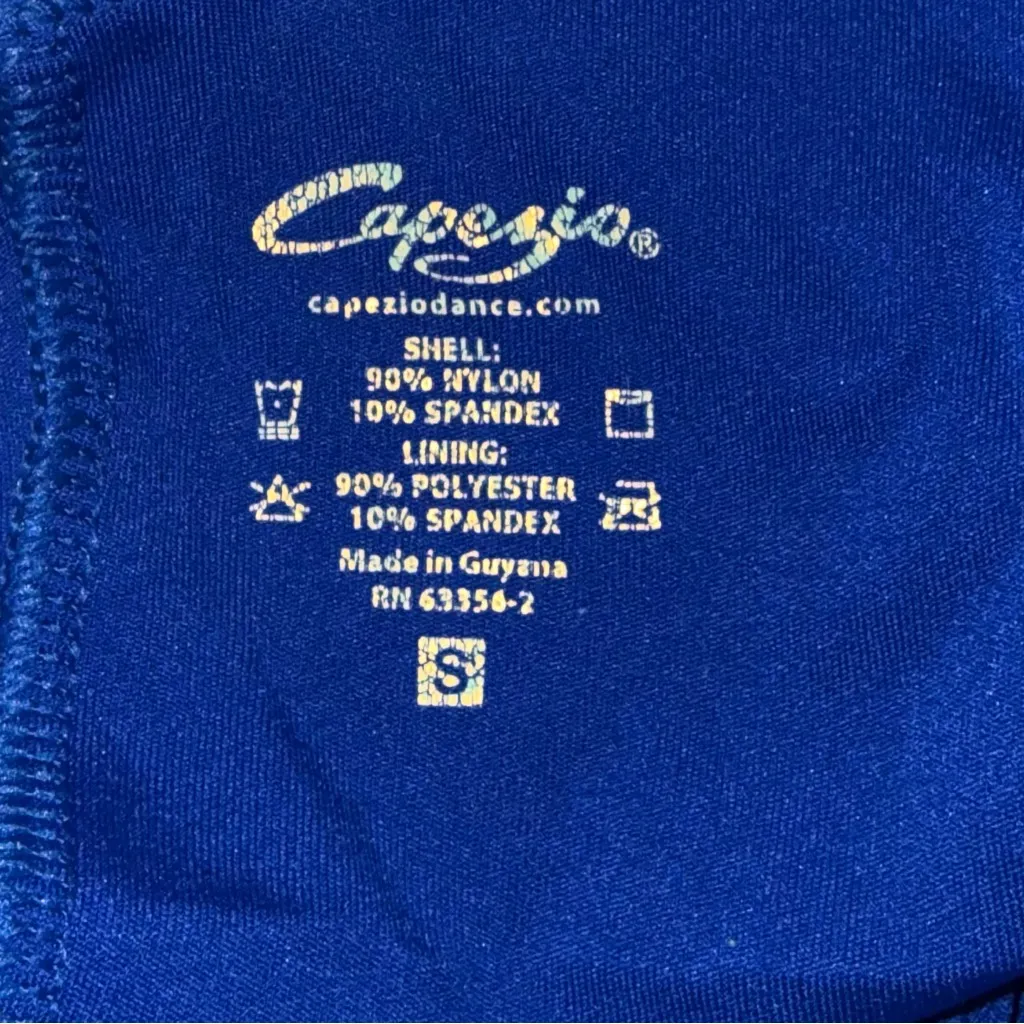 Capezio®
capeziodance.com
SHELL:
90% NYLON
10% SPANDEX
LINING:
90% POLYESTER
10% SPANDEX
Made in Guyana
RN 63356-2
S